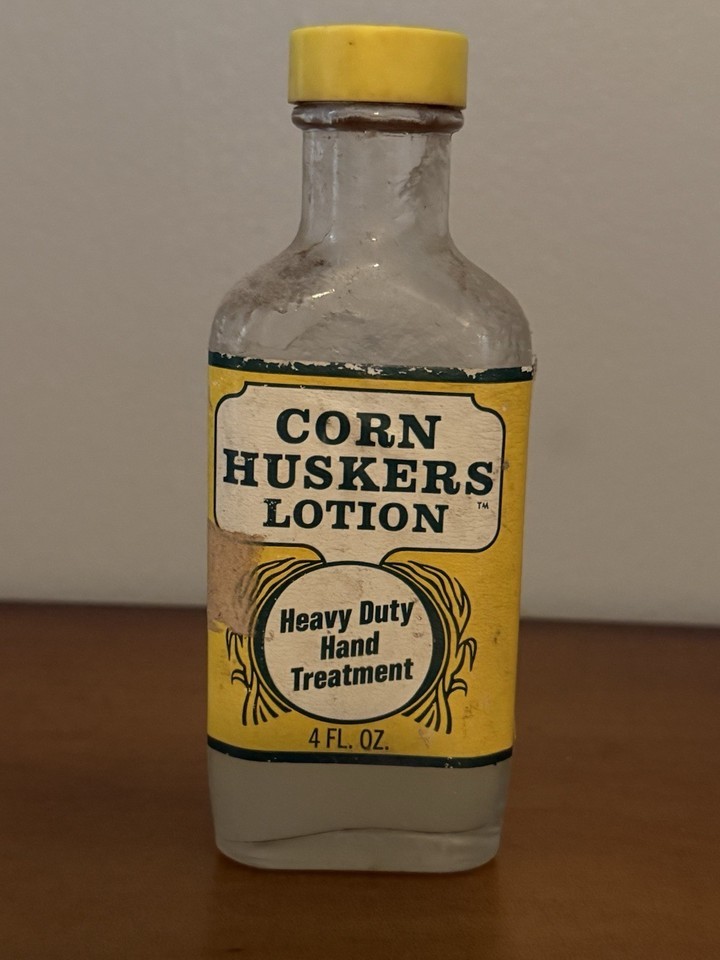 CORN
HUSKERS
LOTION
TM
Heavy Duty
Hand
Treatment
4 FL. OZ.